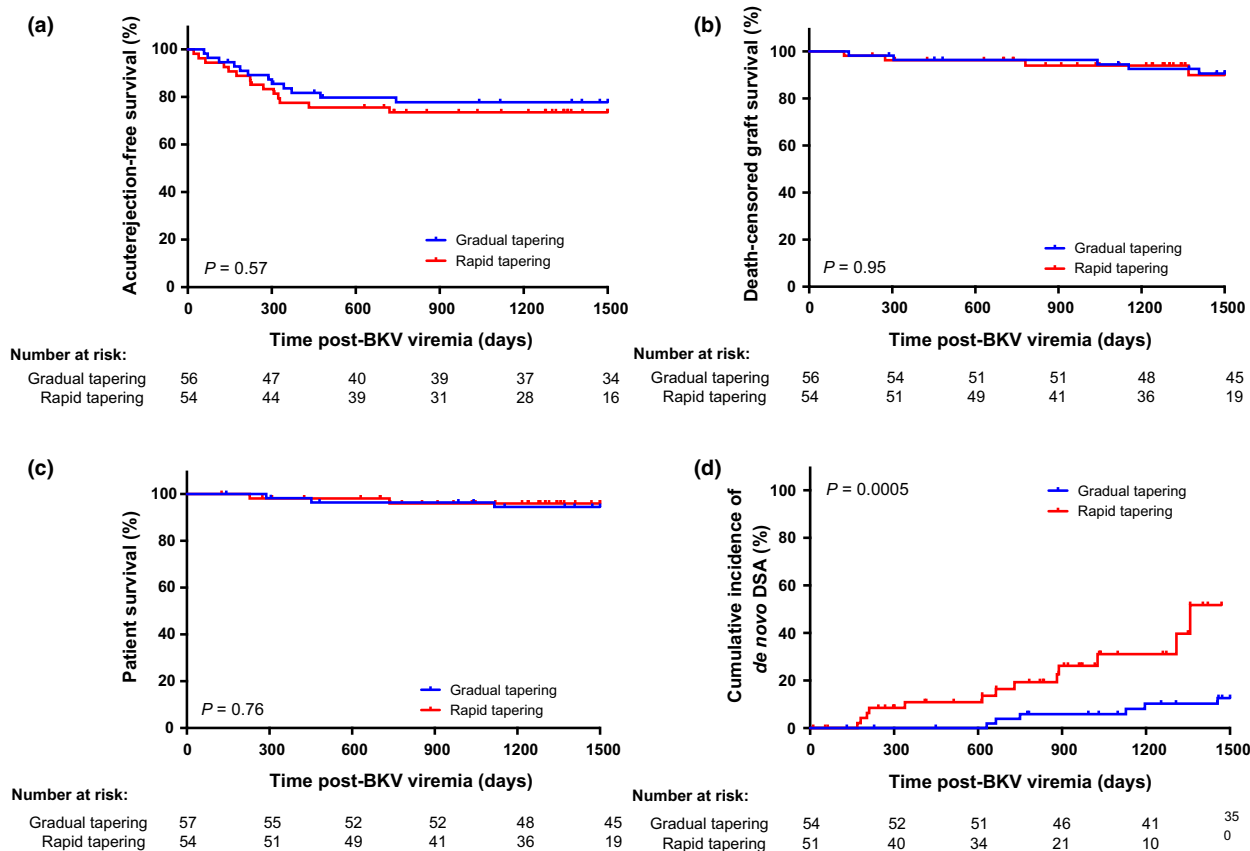 (a)
Acuterejection-free survival (%)
100
80
60
40
20
0
Gradual tapering
Rapid tapering
P = 0.57
0 300 600 900 1200 1500
Time post-BKV viremia (days)
Number at risk:
Gradual tapering 56 47 40 39 37 34
Rapid tapering 54 44 39 31 28 16
(b)
Death-censored graft survival (%)
100
80
60
40
20
0
Gradual tapering
Rapid tapering
P = 0.95
0 300 600 900 1200 1500
Time post-BKV viremia (days)
Number at risk:
Gradual tapering 56 54 51 51 48 45
Rapid tapering 54 51 49 41 36 19
(c)
Patient survival (%)
100
80
60
40
20
0
Gradual tapering
Rapid tapering
P = 0.76
0 300 600 900 1200 1500
Time post-BKV viremia (days)
Number at risk:
Gradual tapering 57 55 52 52 48 45
Rapid tapering 54 51 49 41 36 19
(d)
Cumulative incidence of
de novo DSA (%)
100
80
60
40
20
0
P = 0.0005
Gradual tapering
Rapid tapering
0 300 600 900 1200 1500
Time post-BKV viremia (days)
Number at risk:
Gradual tapering 54 52 51 46 41 35
Rapid tapering 51 40 34 21 10 0